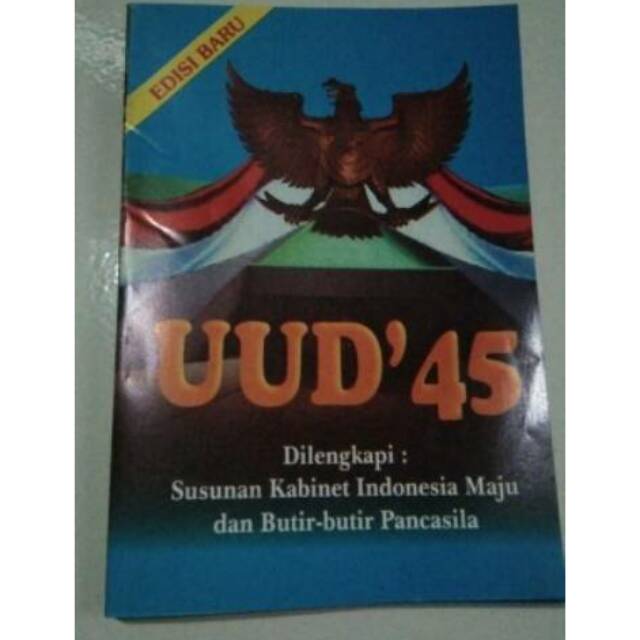 EDISI BARU
UUD'45
Dilengkapi :
Susunan Kabinet Indonesia Maju
dan Butir-butir Pancasila